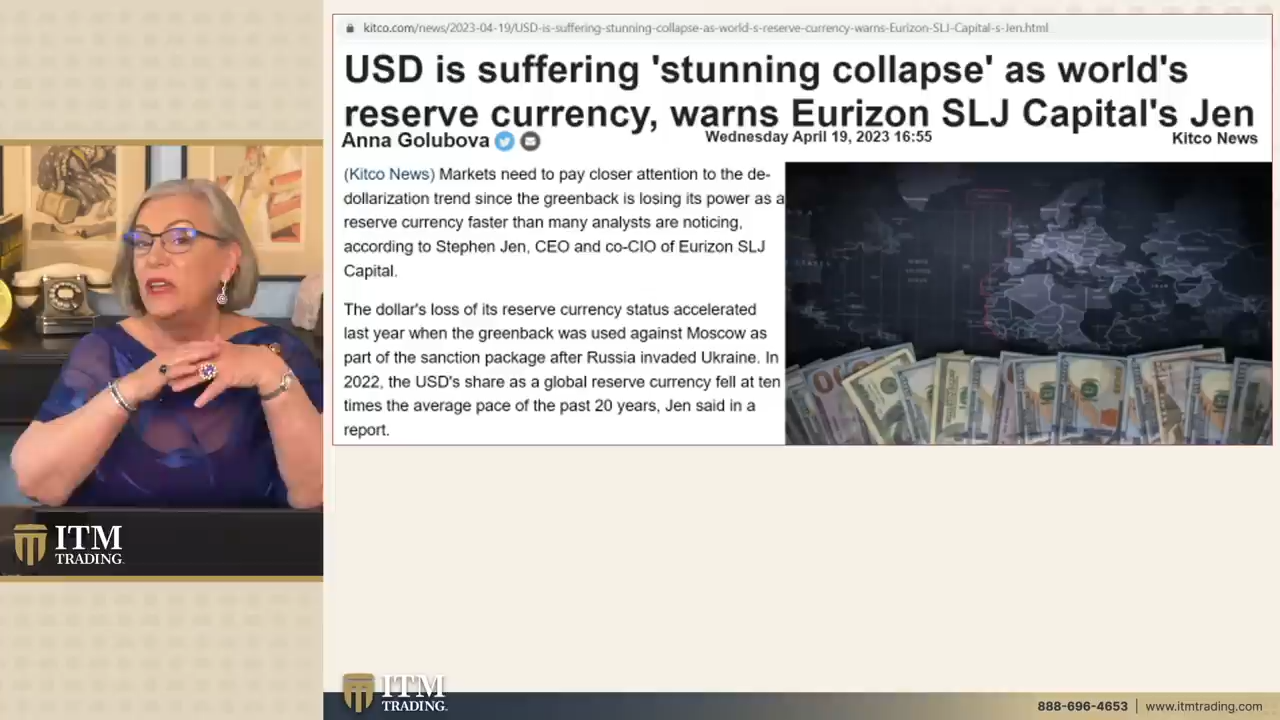 kitco.com/news/2023-04-19/USD-is-suffering-stunning-collapse-as-world-s-reserve-currency-warns-Eurizon-SLJ-Capital-s-Jen.html
USD is suffering 'stunning collapse' as world's
reserve currency, warns Eurizon SLJ Capital's Jen
Anna Golubova
Wednesday April 19, 2023 16:55
Kitco News
(Kitco News) Markets need to pay closer attention to the de-
dollarization trend since the greenback is losing its power as a
reserve currency faster than many analysts are noticing,
according to Stephen Jen, CEO and co-CIO of Eurizon SLJ
Capital.
The dollar's loss of its reserve currency status accelerated
last year when the greenback was used against Moscow as
part of the sanction package after Russia invaded Ukraine. In
2022, the USD's share as a global reserve currency fell at ten
times the average pace of the past 20 years, Jen said in a
report.
ITM
TRADING.
ITM
TRADING.
888-696-4653 | www.itmtrading.com